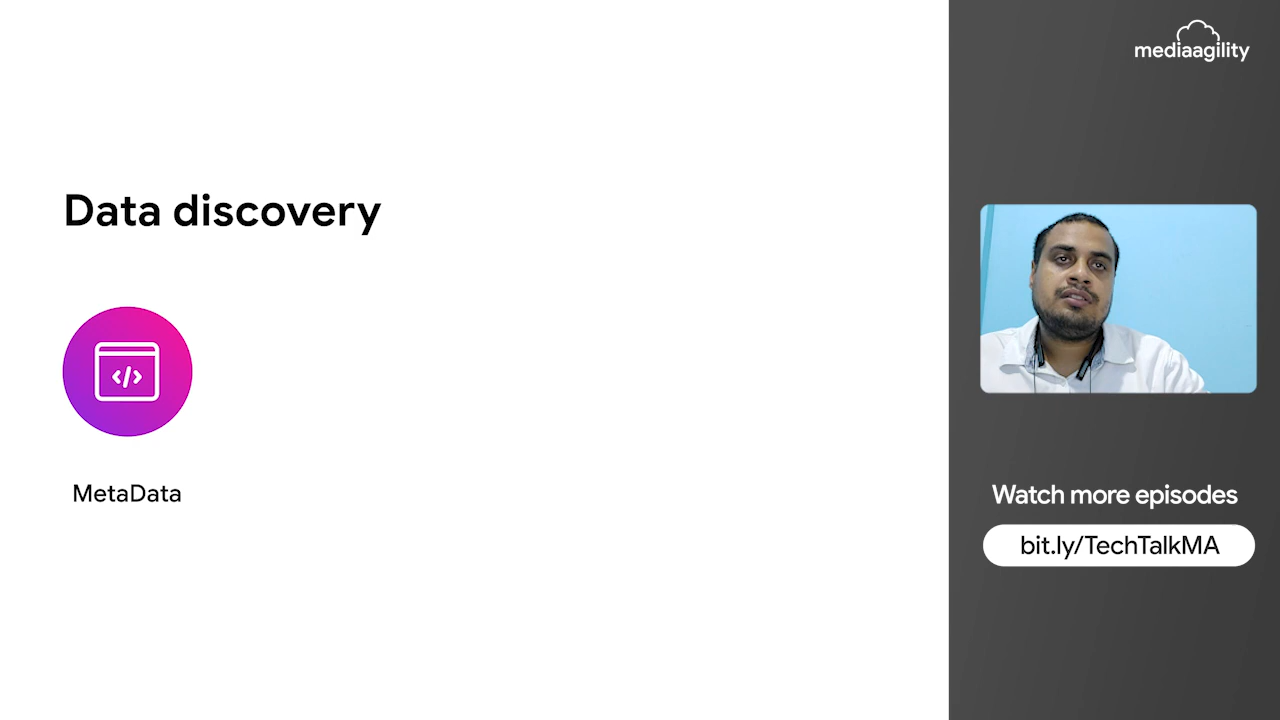 Data discovery
</>
MetaData
mediaagility
Watch more episodes
bit.ly/TechTalkMA